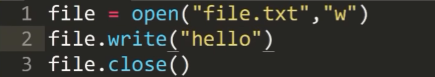 1 file = open("file.txt","w")
2 file.write("hello")
3 file.close()